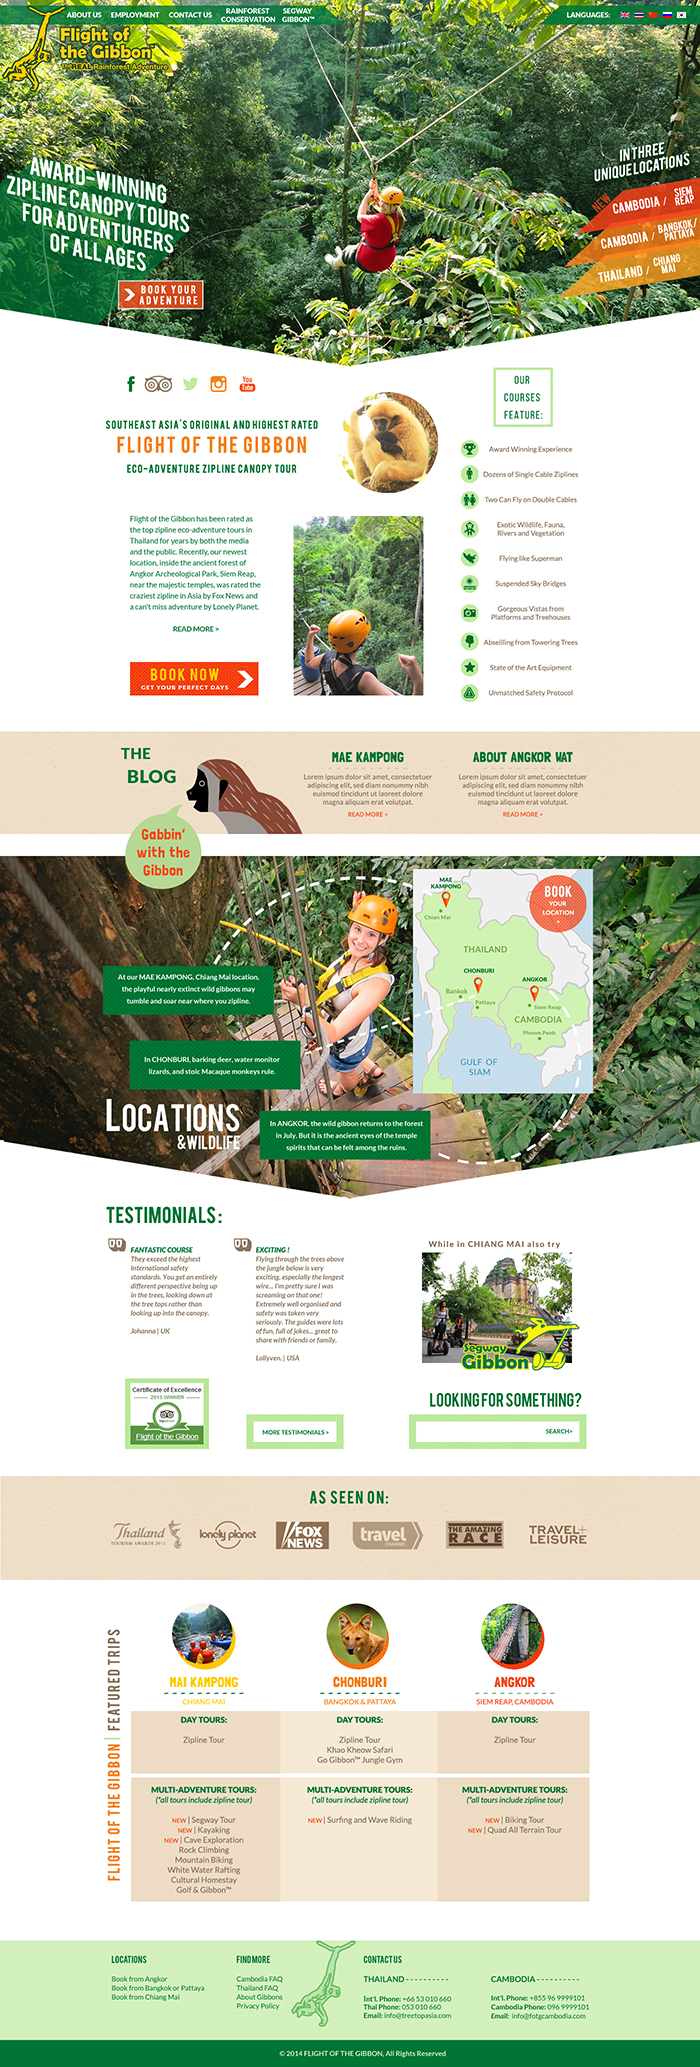 ABOUT US
EMPLOYMENT
CONTACT US
RAINFOREST
CONSERVATION
SEGWAY
GIBBON™
LANGUAGES:
Flight of
the Gibbon
REAL Rainforest Adventure
AWARD-WINNING
ZIPLINE CANOPY TOURS
FOR ADVENTURERS
OF ALL AGES
BOOK YOUR
ADVENTURE
IN THREE
UNIQUE LOCATIONS
NEW
CAMBODIA / SIEM
REAP
CAMBODIA / BANGKOK/
PATTAYA
THAILAND / CHIANG
MAI
You
Tube
SOUTHEAST ASIA'S ORIGINAL AND HIGHEST RATED
FLIGHT OF THE GIBBON
ECO-ADVENTURE ZIPLINE CANOPY TOUR
Flight of the Gibbon has been rated as
the top zipline eco-adventure tours in
Thailand for years by both the media
and the public. Recently, our newest
location, inside the ancient forest of
Angkor Archeological Park, Siem Reap,
near the majestic temples, was rated the
craziest zipline in Asia by Fox News and
a can't miss adventure by Lonely Planet.
READ MORE >
BOOK NOW
GET YOUR PERFECT DAYS
OUR
COURSES
FEATURE:
Award Winning Experience
Dozens of Single Cable Ziplines
Two Can Fly on Double Cables
Exotic Wildlife, Fauna,
Rivers and Vegetation
Flying like Superman
Suspended Sky Bridges
Gorgeous Vistas from
Platforms and Treehouses
Abseilling from Towering Trees
State of the Art Equipment
Unmatched Safety Protocol
THE
BLOG
Gabbin'
with the
Gibbon
MAE KAMPONG
Lorem ipsum dolor sit amet, consectetuer
adipiscing elit, sed diam nonummy nibh
euismod tincidunt ut laoreet dolore
magna aliquam erat volutpat.
READ MORE >
ABOUT ANGKOR WAT
Lorem ipsum dolor sit amet, consectetuer
adipiscing elit, sed diam nonummy nibh
euismod tincidunt ut laoreet dolore
magna aliquam erat volutpat.
READ MORE >
At our MAE KAMPONG, Chiang Mai location,
the playful nearly extinct wild gibbons may
tumble and soar near where you zipline.
In CHONBURI, barking deer, water monitor
lizards, and stoic Macaque monkeys rule.
In ANGKOR, the wild gibbon returns to the forest
in July. But it is the ancient eyes of the temple
spirits that can be felt among the ruins.
LOCATIONS
& WILDLIFE
MAE
KAMPONG
Chian Mai
BOOK
YOUR
LOCATION
>
THAILAND
CHONBURI
Bankok
Pattaya
ANGKOR
Siem Reap
CAMBODIA
Phnom Penh
GULF OF
SIAM
TESTIMONIALS:
FANTASTIC COURSE
They exceed the highest
international safety
standards. You get an entirely
different perspective being up
in the trees, looking down at
the tree tops rather than
looking up into the canopy.
Johanna | UK
EXCITING !
Flying through the trees above
the jungle below is very
exciting, especially the longest
wire... I'm pretty sure I was
screaming on that one!
Extremely well organised and
safety was taken very
seriously. The guides were lots
of fun, full of jokes... great to
share with friends or family.
Lollyven. | USA
While in CHIANG MAI also try
Segway
Gibbon
Certificate of Excellence
2013 WINNER
Flight of the Gibbon
MORE TESTIMONIALS >
LOOKING FOR SOMETHING?
SEARCH>
AS SEEN ON:
Thailand
TOURISM AWARDS 2013
lonely planet
FOX
NEWS
travel
CHANNEL
THE AMAZING
RACE
TRAVEL+
LEISURE
FLIGHT OF THE GIBBON | FEATURED TRIPS
MAI KAMPONG
CHIANG MAI
DAY TOURS:
Zipline Tour
MULTI-ADVENTURE TOURS:
(*all tours include zipline tour)
NEW | Segway Tour
NEW | Kayaking
NEW | Cave Exploration
Rock Climbing
Mountain Biking
White Water Rafting
Cultural Homestay
Golf & Gibbon™
CHONBURI
BANGKOK & PATTAYA
DAY TOURS:
Zipline Tour
Khao Kheow Safari
Go Gibbon™ Jungle Gym
MULTI-ADVENTURE TOURS:
(*all tours include zipline tour)
NEW | Surfing and Wave Riding
ANGKOR
SIEM REAP, CAMBODIA
DAY TOURS:
Zipline Tour
MULTI-ADVENTURE TOURS:
(*all tours include zipline tour)
NEW | Biking Tour
NEW | Quad All Terrain Tour
LOCATIONS
Book from Angkor
Book from Bangkok or Pattaya
Book from Chiang Mai
FIND MORE
Cambodia FAQ
Thailand FAQ
About Gibbons
Privacy Policy
CONTACT US
THAILAND ----------
Int'l. Phone: +66 53 010 660
Thai Phone: 053 010 660
Email: info@treetopasia.com
CAMBODIA ----------
Int'l. Phone: +855 96 9999101
Cambodia Phone: 096 9999101
Email: info@fotgcambodia.com
© 2014 FLIGHT OF THE GIBBON, All Rights Reserved